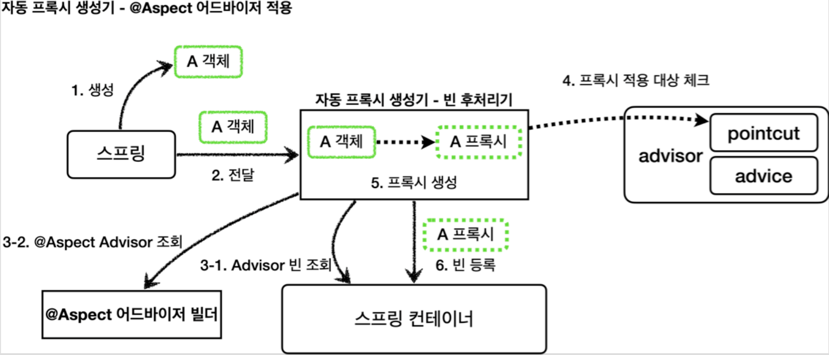 자동 프록시 생성기 - @Aspect 어드바이저 적용
A 객체
1. 생성
스프링
A 객체
2. 전달
자동 프록시 생성기 - 빈 후처리기
A 객체
A 프록시
5. 프록시 생성
4. 프록시 적용 대상 체크
advisor
pointcut
advice
3-2. @Aspect Advisor 조회
@Aspect 어드바이저 빌더
3-1. Advisor 빈 조회
A 프록시
6. 빈 등록
스프링 컨테이너